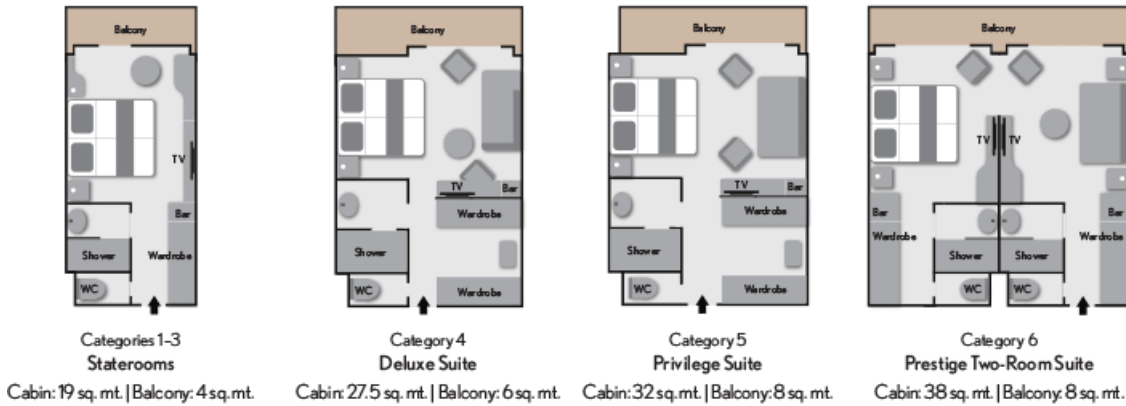 Balcony
TV
Bar
Shower
Wardrobe
WC
Categories 1-3
Staterooms
Cabin: 19 sq. mt. | Balcony: 4 sq. mt.
Balcony
TV
Bar
Wardrobe
Shower
WC
Wardrobe
Category 4
Deluxe Suite
Cabin: 27.5 sq. mt. | Balcony: 6 sq. mt.
Balcony
TV
Bar
Wardrobe
Shower
WC
Wardrobe
Category 5
Privilege Suite
Cabin: 32 sq. mt. | Balcony: 8 sq. mt.
Balcony
TV
TV
Bar
Bar
Wardrobe
Wardrobe
Shower
Shower
WC
WC
Category 6
Prestige Two-Room Suite
Cabin: 38 sq. mt. | Balcony: 8 sq. mt.